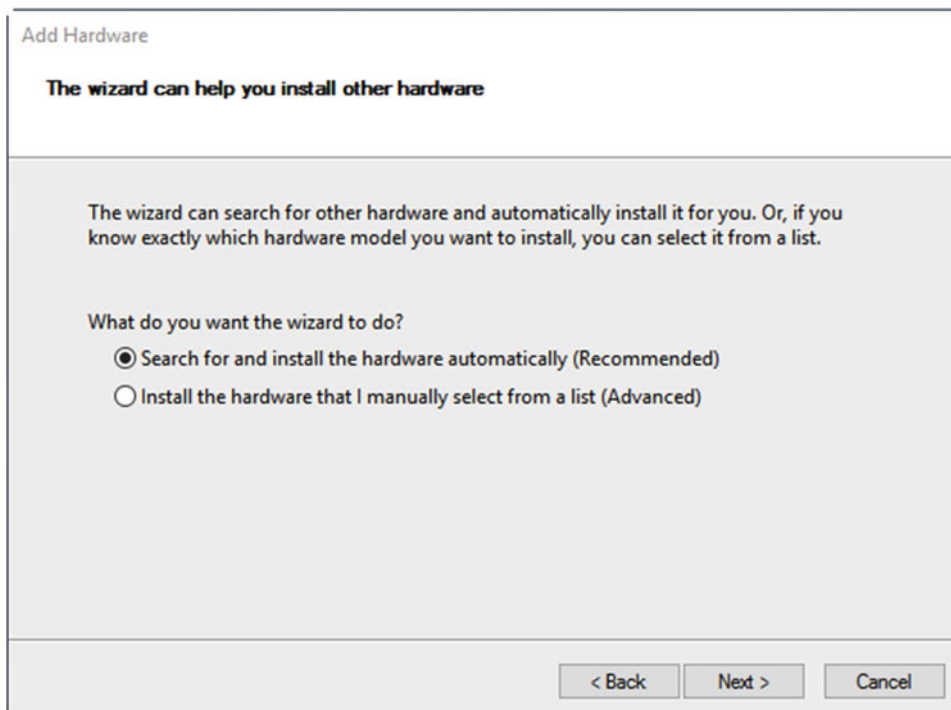 Add Hardware
The wizard can help you install other hardware
The wizard can search for other hardware and automatically install it for you. Or, if you
know exactly which hardware model you want to install, you can select it from a list.
What do you want the wizard to do?
Search for and install the hardware automatically (Recommended)
Install the hardware that I manually select from a list (Advanced)
< Back Next > Cancel